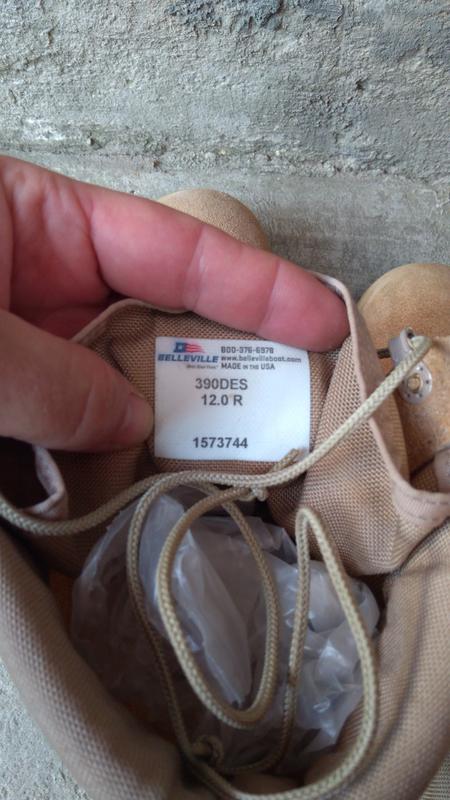 800-376-6978
BELLEVILLE www.bellevilleboot.com
MADE IN THE USA
390DES
12.0 R
1573744